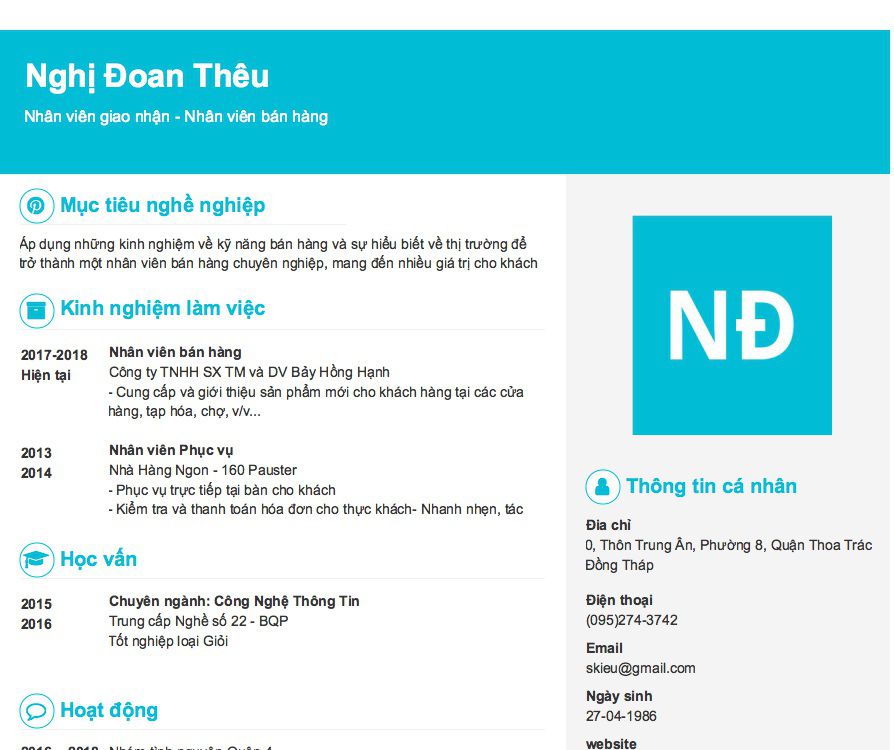 Nghị Đoan Thêu
Nhân viên giao nhận - Nhân viên bán hàng
Mục tiêu nghề nghiệp
Áp dụng những kinh nghiệm về kỹ năng bán hàng và sự hiểu biết về thị trường để
trở thành một nhân viên bán hàng chuyên nghiệp, mang đến nhiều giá trị cho khách
Kinh nghiệm làm việc
2017-2018
Hiện tại
Nhân viên bán hàng
Công ty TNHH SX TM và DV Bảy Hồng Hạnh
- Cung cấp và giới thiệu sản phẩm mới cho khách hàng tại các cửa
hàng, tạp hóa, chợ, v/v...
2013
2014
Nhân viên Phục vụ
Nhà Hàng Ngon - 160 Pauster
- Phục vụ trực tiếp tại bàn cho khách
- Kiểm tra và thanh toán hóa đơn cho thực khách- Nhanh nhẹn, tác
Học vấn
2015
2016
Chuyên ngành: Công Nghệ Thông Tin
Trung cấp Nghề số 22 - BQP
Tốt nghiệp loại Giỏi
Hoạt động
2016 - 2018 Nhóm tình nguyện Quận 4
NĐ
Thông tin cá nhân
Địa chỉ
0, Thôn Trung Ân, Phường 8, Quận Thoa Trác
Đồng Tháp
Điện thoại
(095)274-3742
Email
skieu@gmail.com
Ngày sinh
27-04-1986
website